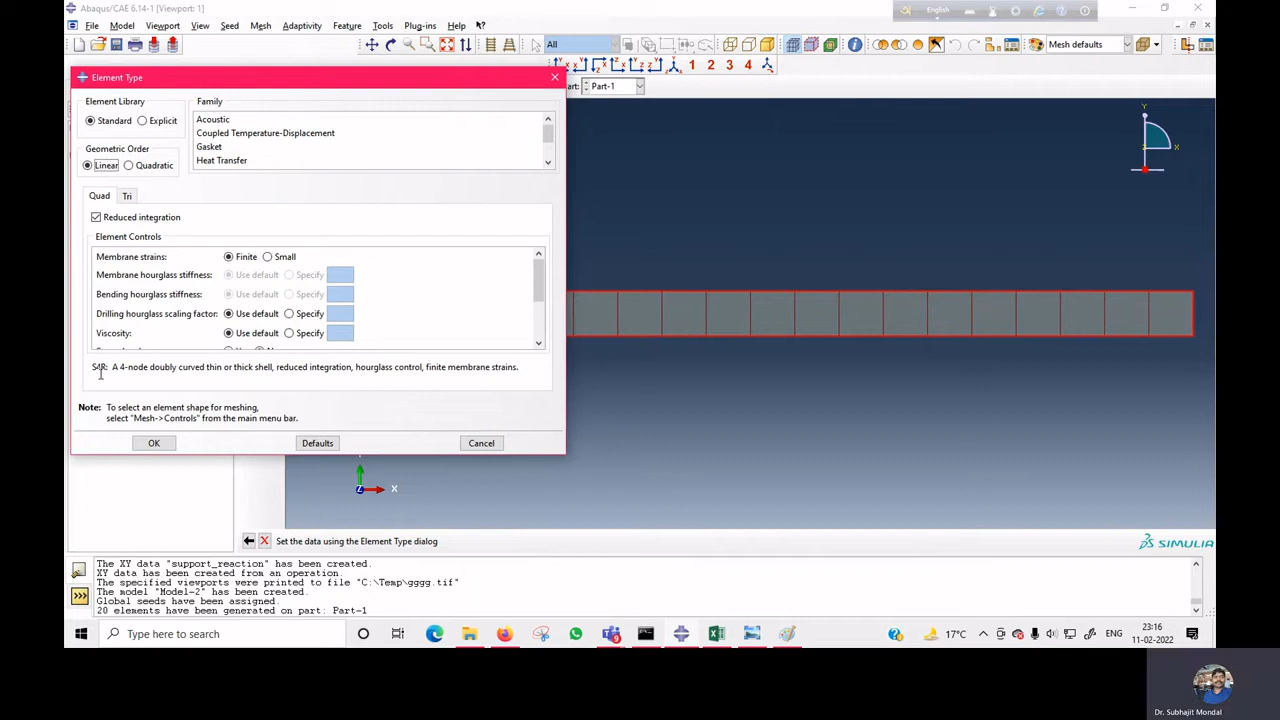 Abaqus/CAE 6.14-1 [Viewport: 1]
English
File Model Viewport View Seed Mesh Adaptivity Feature Tools Plug-ins Help
All
Mesh defaults
1 2 3 4
art: Part-1
Element Type
Element Library
Standard Explicit
Geometric Order
Linear Quadratic
Family
Acoustic
Coupled Temperature-Displacement
Gasket
Heat Transfer
Quad Tri
Reduced integration
Element Controls
Membrane strains: Finite Small
Membrane hourglass stiffness: Use default Specify
Bending hourglass stiffness: Use default Specify
Drilling hourglass scaling factor: Use default Specify
Viscosity: Use default Specify
S4R: A 4-node doubly curved thin or thick shell, reduced integration, hourglass control, finite membrane strains.
Note: To select an element shape for meshing,
select "Mesh->Controls" from the main menu bar.
OK Defaults Cancel
Y
X
Z X
Set the data using the Element Type dialog
SIMULIA
The XY data "support_reaction" has been created.
XY data has been created from an operation.
The specified viewports were printed to file "C:\Temp\gggg.tif"
The model "Model-2" has been created.
Global seeds have been assigned.
20 elements have been generated on part: Part-1
Type here to search
17°C
ENG
23:16
11-02-2022
Dr. Subhajit Mondal